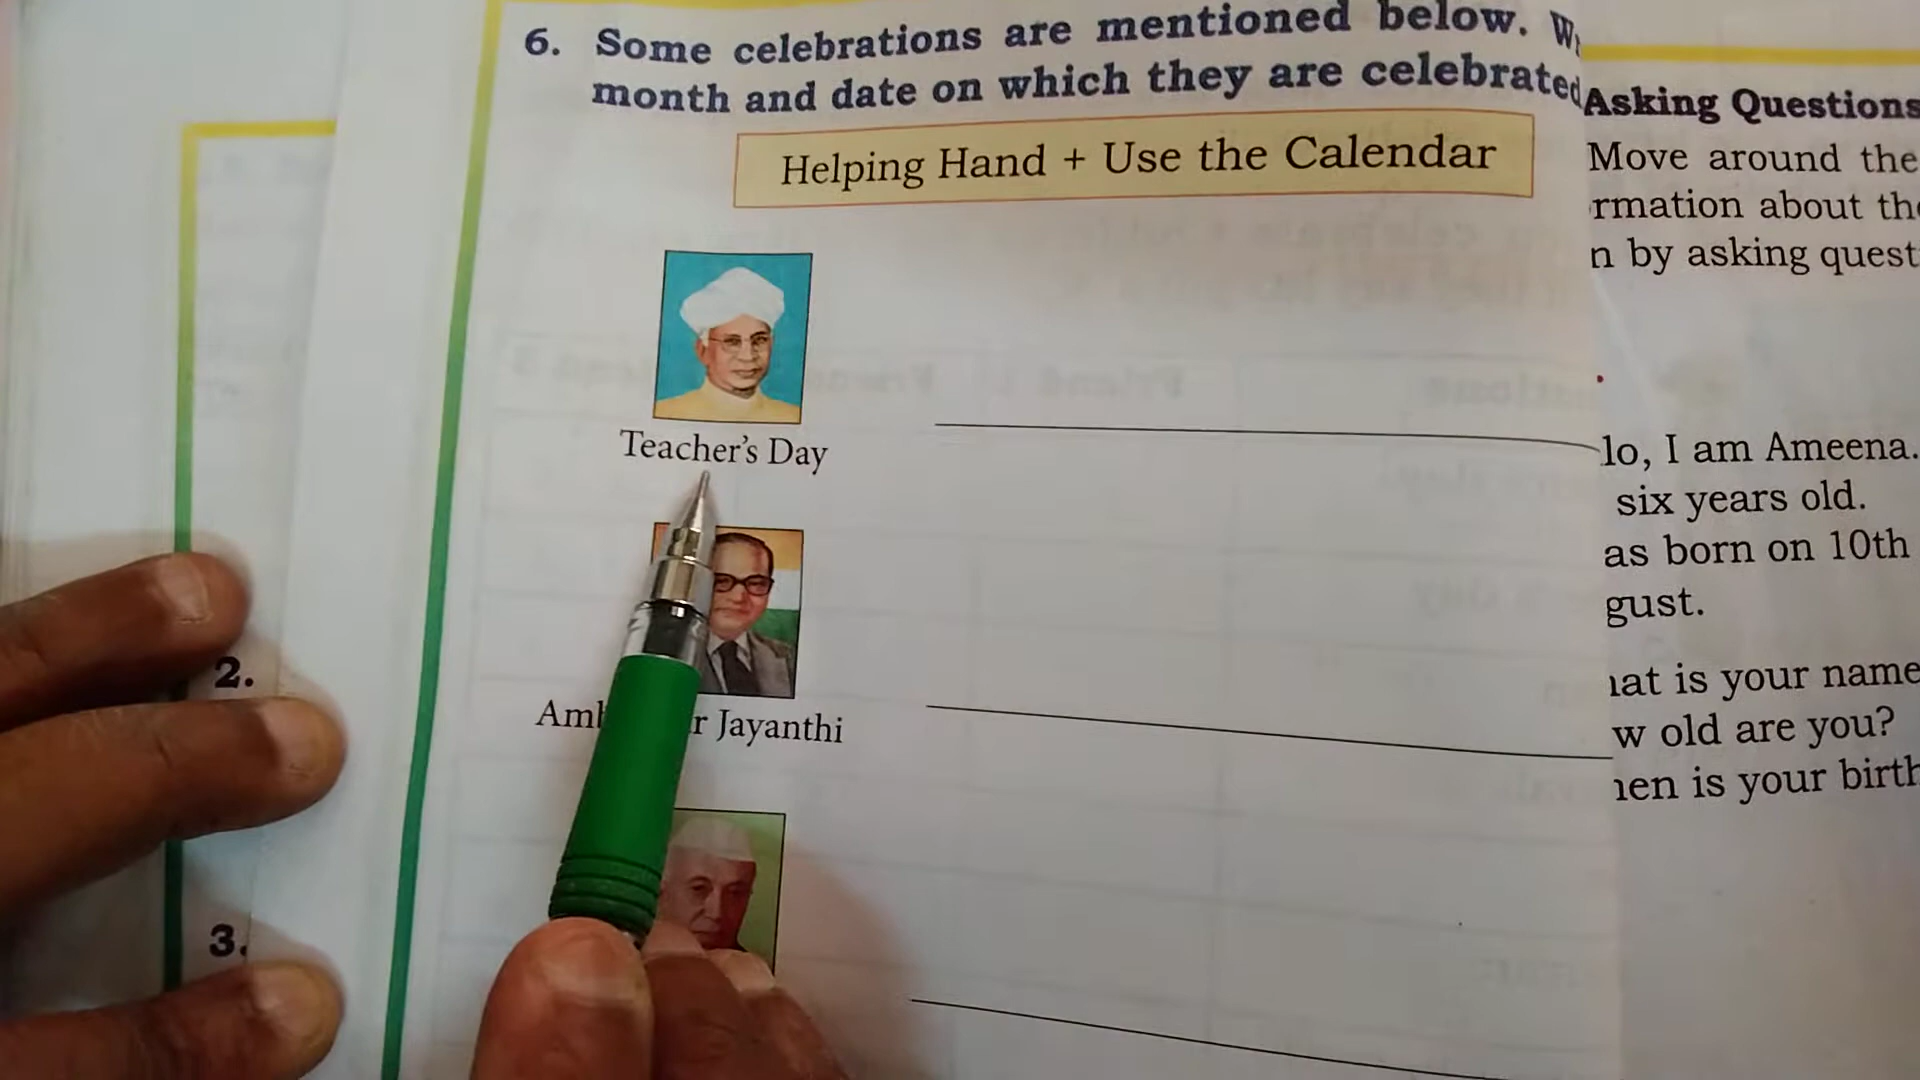 6. Some celebrations are mentioned below.
month and date on which they are celebrated
Helping Hand + Use the Calendar
Teacher's Day
Jayanthi
2.
3.
Asking Questions
Move around the
rmation about the
n by asking quest
lo, I am Ameena.
six years old.
as born on 10th
gust.
at is your name
w old are you?
en is your birth